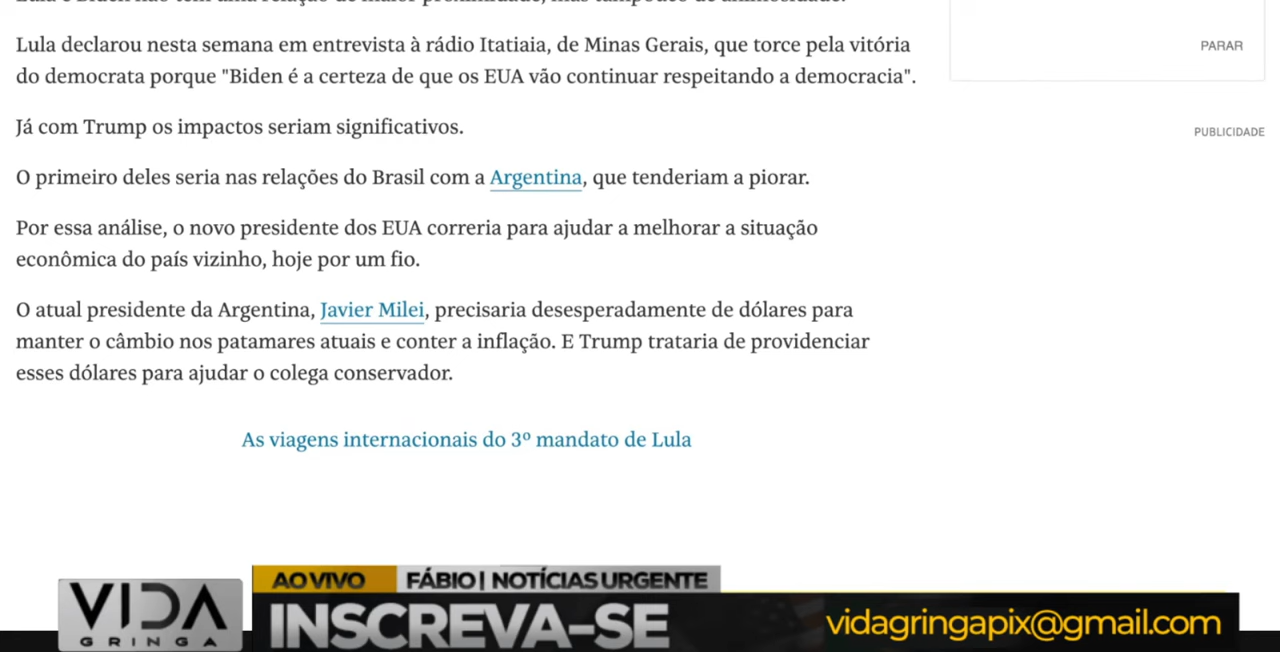 Lula declarou nesta semana em entrevista à rádio Itatiaia, de Minas Gerais, que torce pela vitória
do democrata porque "Biden é a certeza de que os EUA vão continuar respeitando a democracia".
PARAR
PUBLICIDADE
Já com Trump os impactos seriam significativos.
O primeiro deles seria nas relações do Brasil com a Argentina, que tenderiam a piorar.
Por essa análise, o novo presidente dos EUA correria para ajudar a melhorar a situação
econômica do país vizinho, hoje por um fio.
O atual presidente da Argentina, Javier Milei, precisaria desesperadamente de dólares para
manter o câmbio nos patamares atuais e conter a inflação. E Trump trataria de providenciar
esses dólares para ajudar o colega conservador.
As viagens internacionais do 3º mandato de Lula
VIDA
GRINGA
AO VIVO
FÁBIO | NOTÍCIAS URGENTE
INSCREVA-SE
vidagringapix@gmail.com